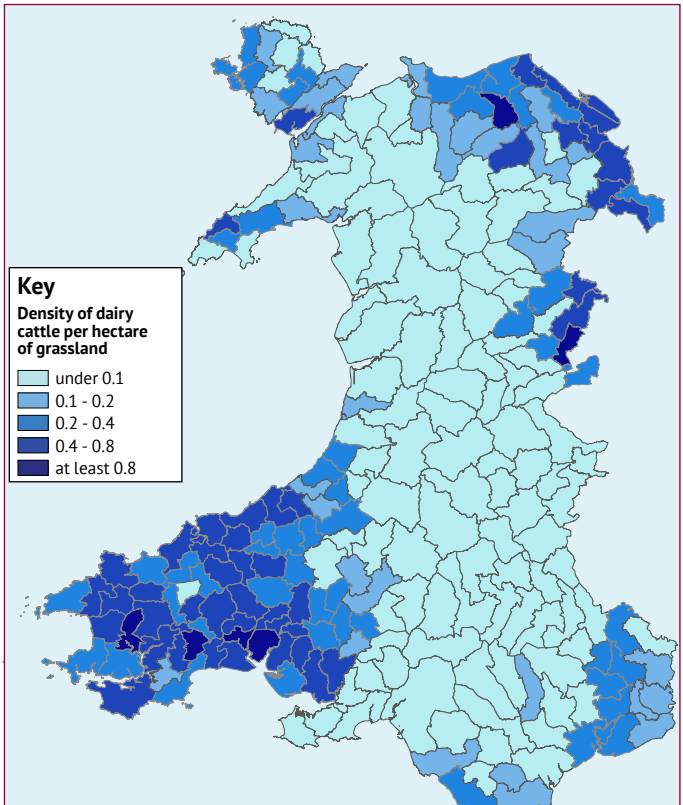 Key
Density of dairy
cattle per hectare
of grassland
under 0.1
0.1 - 0.2
0.2 - 0.4
0.4 - 0.8
at least 0.8